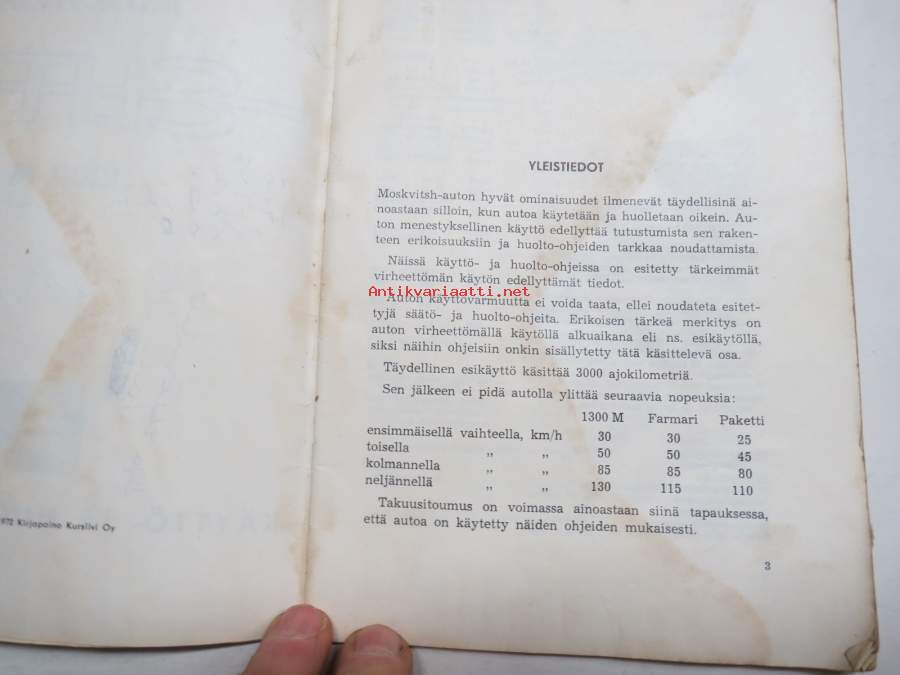 YLEISTIEDOT
Moskvitsh-auton hyvät ominaisuudet ilmenevät täydellisinä ai-
noastaan silloin, kun autoa käytetään ja huolletaan oikein. Au-
ton menestyksellinen käyttö edellyttää tutustumista sen raken-
teen erikoisuuksiin ja huolto-ohjeiden tarkkaa noudattamista.
Näissä käyttö- ja huolto-ohjeissa on esitetty tärkeimmät
virheettömän käytön edellyttämät tiedot.
Antikvariaatti.net
Auton käyttövarmuutta ei voida taata, ellei noudateta esitet-
tyjä säätö- ja huolto-ohjeita. Erikoisen tärkeä merkitys on
auton virheettömällä käytöllä alkuaikana eli ns. esikäytöllä,
siksi näihin ohjeisiin onkin sisällytetty tätä käsittelevä osa.
Täydellinen esikäyttö käsittää 3000 ajokilometriä.
Sen jälkeen ei pidä autolla ylittää seuraavia nopeuksia:
1300 M Farmari Paketti
ensimmäisellä vaihteella, km/h 30 30 25
toisella ,, ,, 50 50 45
kolmannella ,, ,, 85 85 80
neljännellä ,, ,, 130 115 110
Takuusitoumus on voimassa ainoastaan siinä tapauksessa,
että autoa on käytetty näiden ohjeiden mukaisesti.
3
1972 Kirjapaino Kursiivi Oy